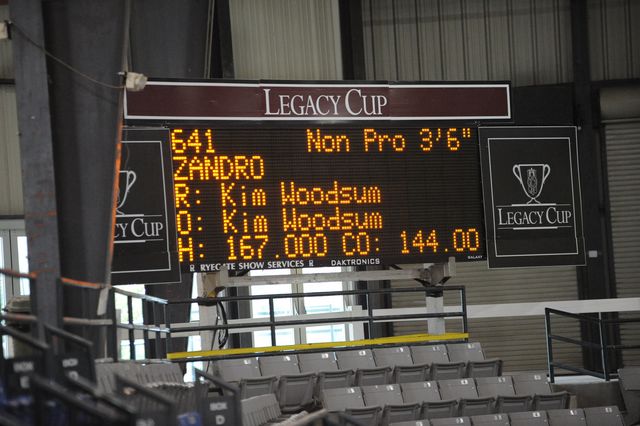 LEGACY CUP
641 Non Pro 3'6"
ZANDRO
R: Kim Woodsum
O: Kim Woodsum
H: 167.000 CO: 144.00
RYEGATE SHOW SERVICES DAKTRONICS GALAXY
CY CUP
LEGACY CUP